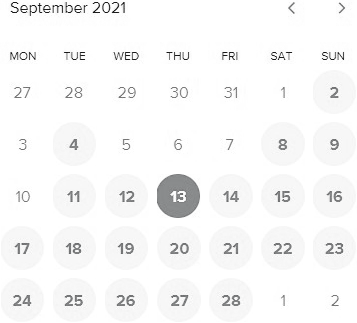 September 2021
MON TUE WED THU FRI SAT SUN
27 28 29 30 31 1 2
3 4 5 6 7 8 9
10 11 12 13 14 15 16
17 18 19 20 21 22 23
24 25 26 27 28 1 2